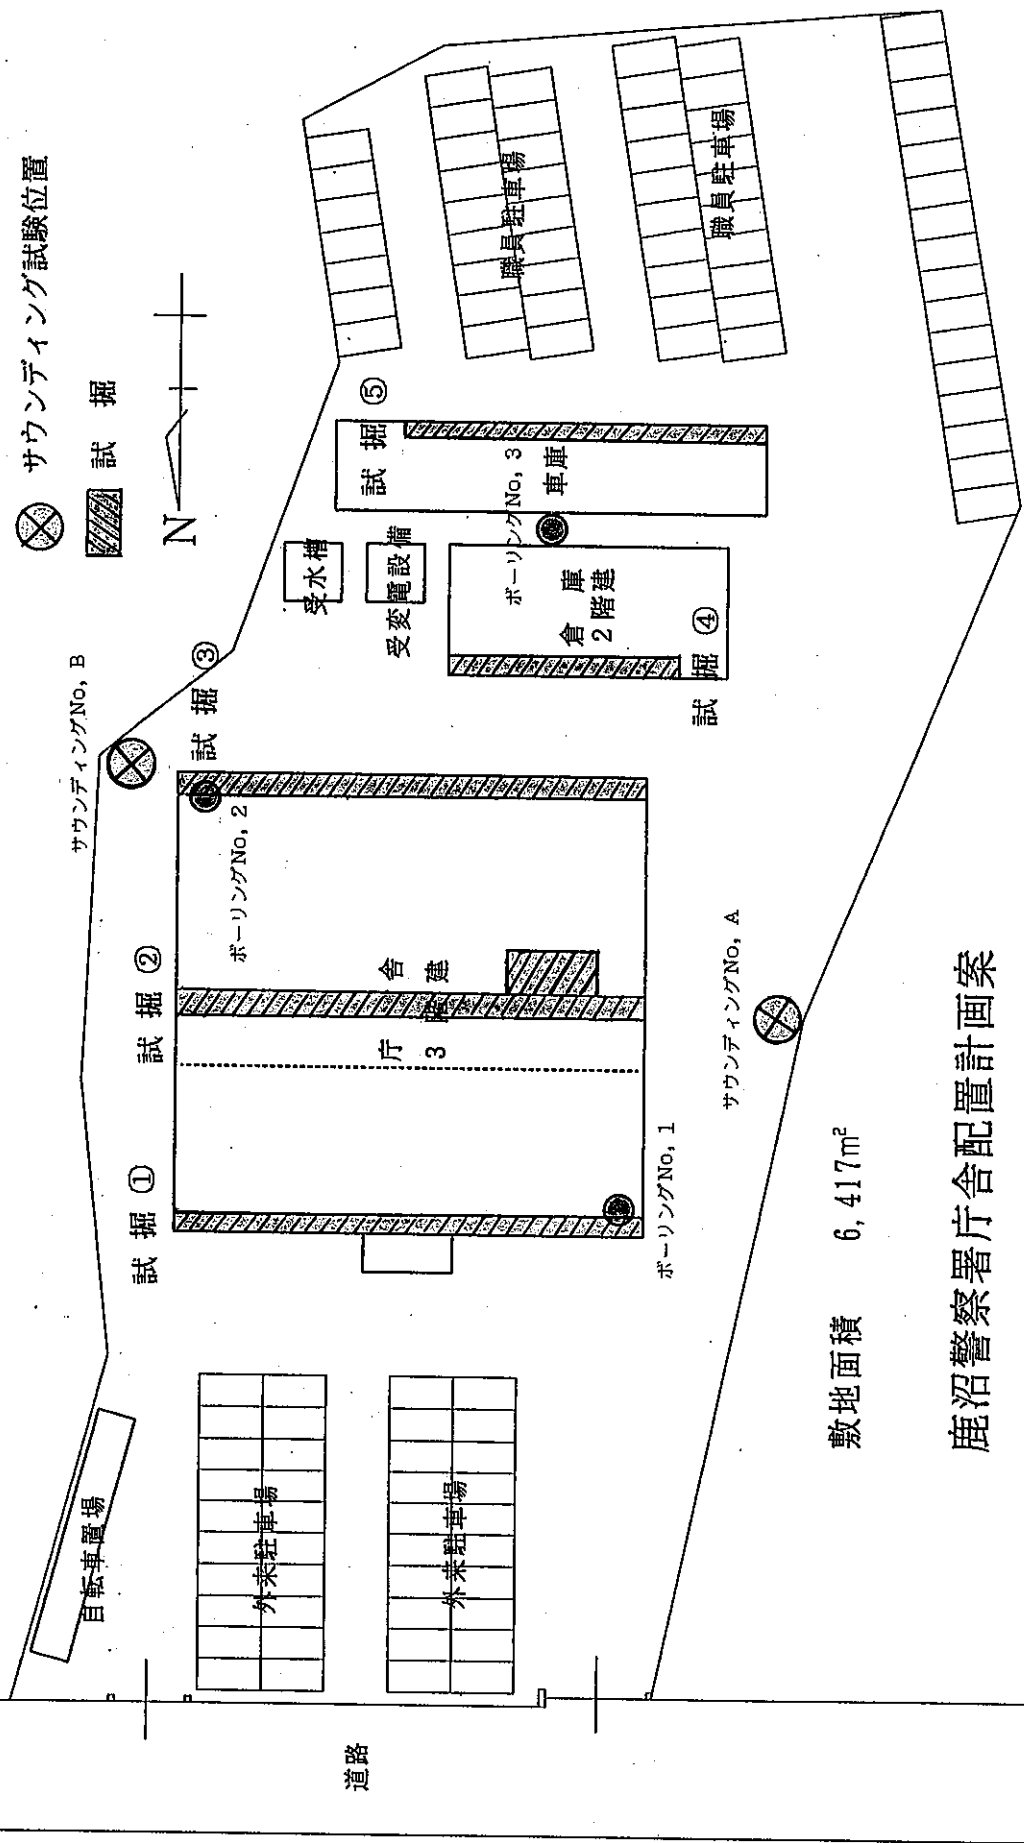 サウンディング試験位置
試 掘
N
サウンディングNo, B
試 掘 ③
ボーリングNo, 2
試 掘 ②
試 掘 ①
庁 舎
3 階 建
ボーリングNo, 1
受水槽
受変電設備
試 掘 ⑤
ボーリングNo, 3
車庫
倉 庫
2階建
試 掘 ④
職員駐車場
職員駐車場
サウンディングNo, A
自転車置場
外来駐車場
外来駐車場
道路
敷地面積 6,417m²
鹿沼警察署庁舎配置計画案